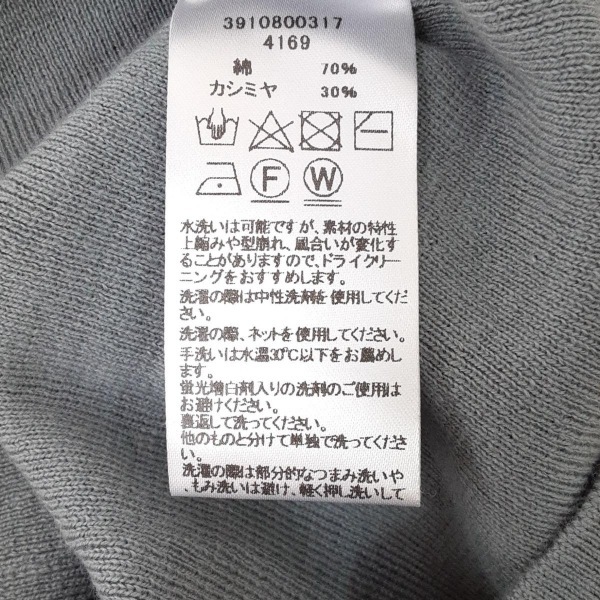 3910800317
4169
綿 70%
カシミヤ 30%
F W
水洗いは可能ですが、素材の特性
上縮みや型崩れ、風合いが変化す
ることがありますので、ドライクリー
ニングをおすすめします。
洗濯の際は中性洗剤を使用してくだ
さい。
洗濯の際、ネットを使用してください。
手洗いは水温30℃以下をお薦めし
ます。
蛍光増白剤入りの洗剤のご使用は
お避けください。
裏返して洗ってください。
他のものと分けて単独で洗ってくださ
い。
洗濯の際は部分的なつまみ洗いや
、もみ洗いは避け、軽く押し洗いして